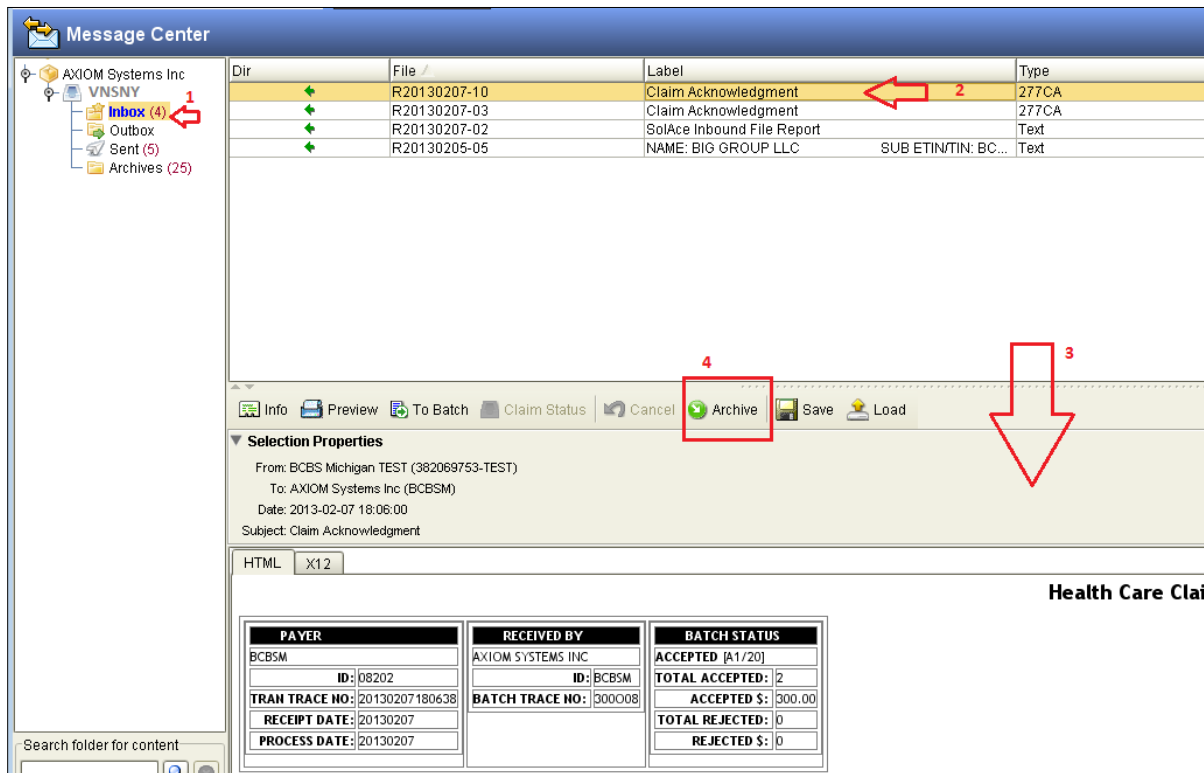 Message Center
AXIOM Systems Inc
VNSNY
1
Inbox (4)
Outbox
Sent (5)
Archives (25)
Dir File Label Type
R20130207-10 Claim Acknowledgment 2 277CA
R20130207-03 Claim Acknowledgment 277CA
R20130207-02 SolAce Inbound File Report Text
R20130205-05 NAME: BIG GROUP LLC SUB ETIN/TIN: BC... Text
3
4
Info Preview To Batch Claim Status Cancel Archive Save Load
Selection Properties
From: BCBS Michigan TEST (382069753-TEST)
To: AXIOM Systems Inc (BCBSM)
Date: 2013-02-07 18:06:00
Subject: Claim Acknowledgment
HTML X12
Health Care Clai
PAYER RECEIVED BY BATCH STATUS
BCBSM AXIOM SYSTEMS INC ACCEPTED [A1/20]
ID: 08202 ID: BCBSM TOTAL ACCEPTED: 2
TRAN TRACE NO: 20130207180638 BATCH TRACE NO: 300O08 ACCEPTED $: 300.00
RECEIPT DATE: 20130207 TOTAL REJECTED: 0
PROCESS DATE: 20130207 REJECTED $: 0
Search folder for content